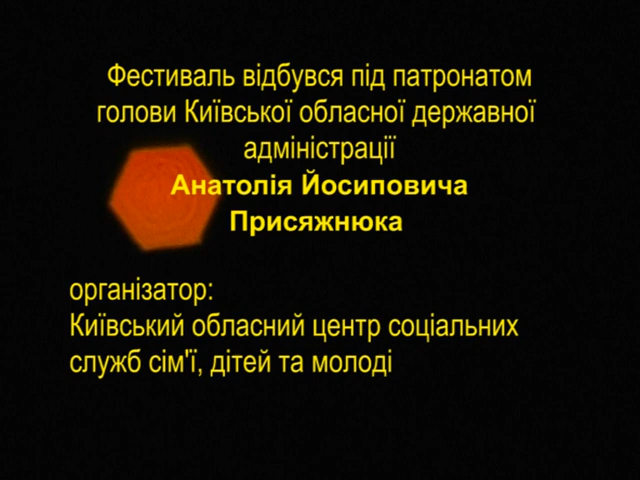 Фестиваль відбувся під патронатом
голови Київської обласної державної
адміністрації
Анатолія Йосиповича
Присяжнюка
організатор:
Київський обласний центр соціальних
служб сім'ї, дітей та молоді